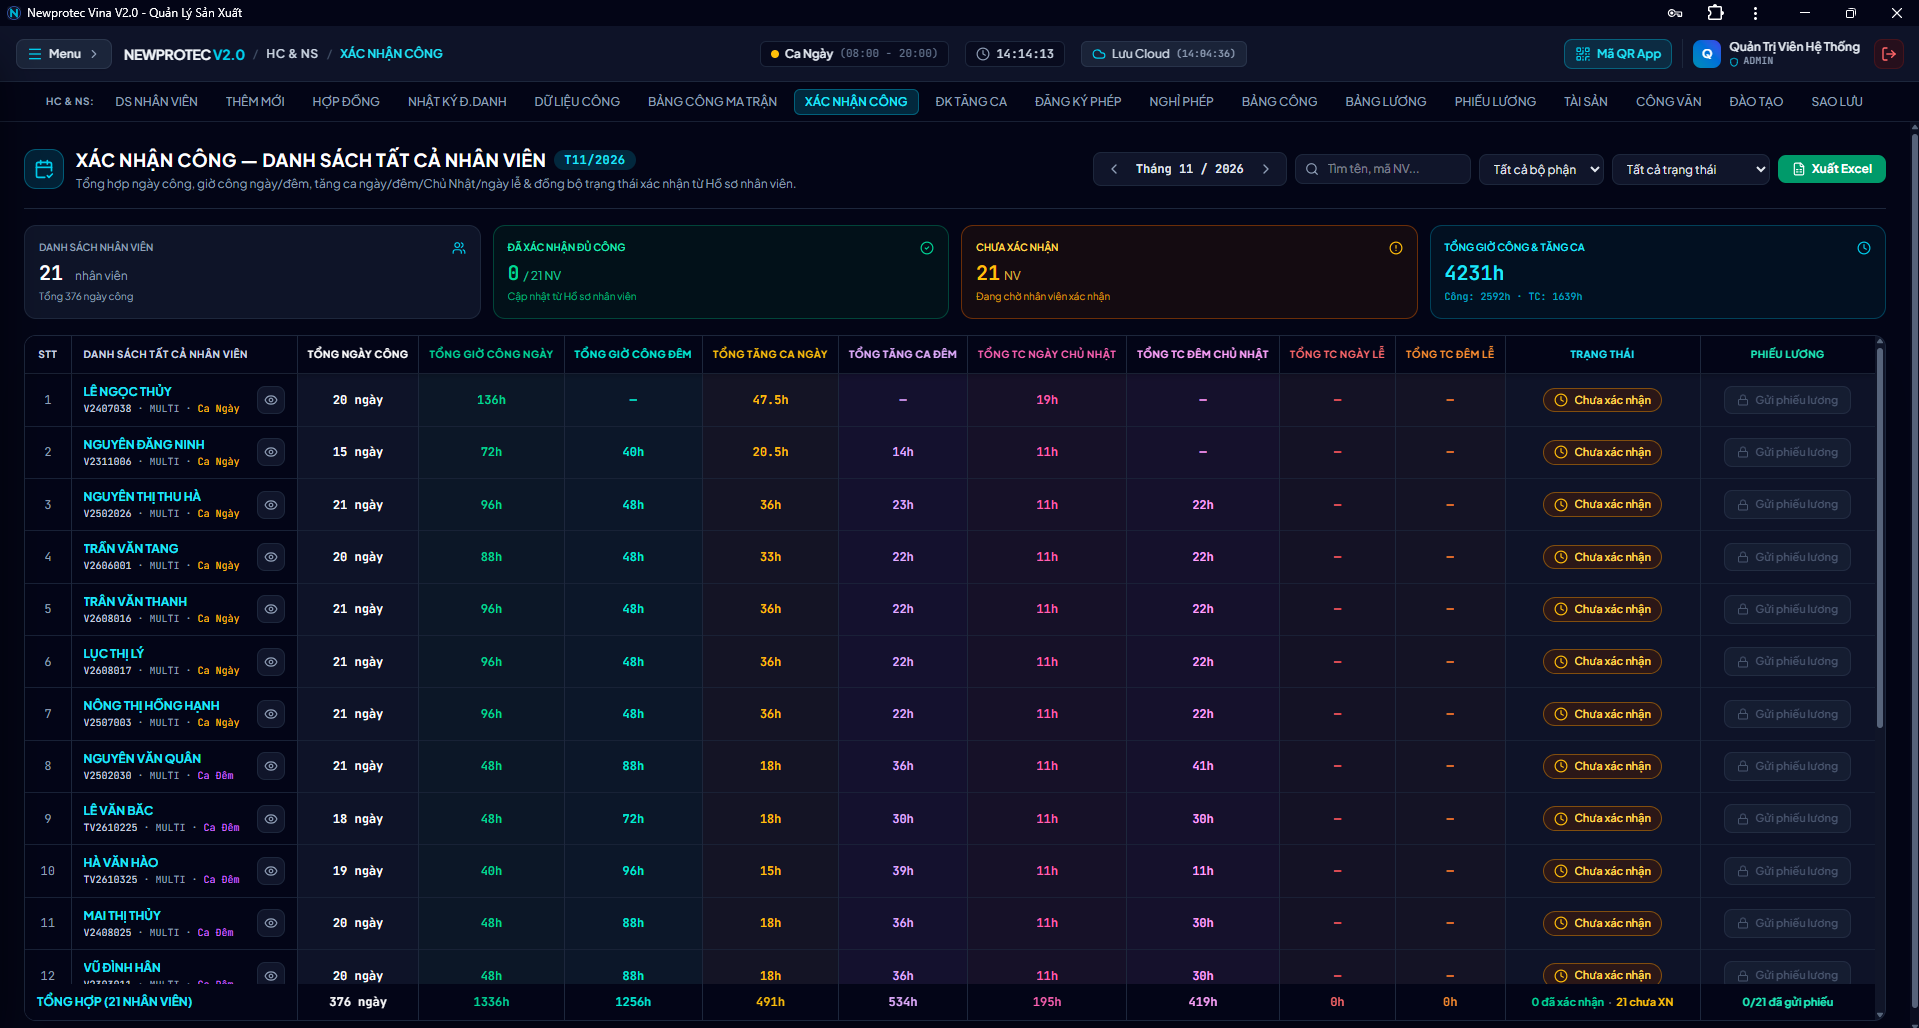 Newprotec Vina V2.0 - Quản Lý Sản Xuất
Menu
NEWPROTEC V2.0 / HC & NS / XÁC NHẬN CÔNG
Ca Ngày (08:00 - 20:00)
14:14:13
Lưu Cloud (14:04:36)
Mã QR App
Q
Quản Trị Viên Hệ Thống
ADMIN
HC & NS: DS NHÂN VIÊN THÊM MỚI HỢP ĐỒNG NHẬT KÝ Đ.DANH DỮ LIỆU CÔNG BẢNG CÔNG MA TRẬN XÁC NHẬN CÔNG ĐK TĂNG CA ĐĂNG KÝ PHÉP NGHỈ PHÉP BẢNG CÔNG BẢNG LƯƠNG PHIẾU LƯƠNG TÀI SẢN CÔNG VĂN ĐÀO TẠO SAO LƯU
XÁC NHẬN CÔNG — DANH SÁCH TẤT CẢ NHÂN VIÊN T11/2026
Tổng hợp ngày công, giờ công ngày/đêm, tăng ca ngày/đêm/Chủ Nhật/ngày lễ & đồng bộ trạng thái xác nhận từ Hồ sơ nhân viên.
Tháng 11 / 2026
Tìm tên, mã NV...
Tất cả bộ phận
Tất cả trạng thái
Xuất Excel
DANH SÁCH NHÂN VIÊN
21 nhân viên
Tổng 376 ngày công
ĐÃ XÁC NHẬN ĐỦ CÔNG
0 / 21 NV
Cập nhật từ Hồ sơ nhân viên
CHƯA XÁC NHẬN
21 NV
Đang chờ nhân viên xác nhận
TỔNG GIỜ CÔNG & TĂNG CA
4231h
Công: 2592h · TC: 1639h
STT DANH SÁCH TẤT CẢ NHÂN VIÊN TỔNG NGÀY CÔNG TỔNG GIỜ CÔNG NGÀY TỔNG GIỜ CÔNG ĐÊM TỔNG TĂNG CA NGÀY TỔNG TĂNG CA ĐÊM TỔNG TC NGÀY CHỦ NHẬT TỔNG TC ĐÊM CHỦ NHẬT TỔNG TC NGÀY LỄ TỔNG TC ĐÊM LỄ TRẠNG THÁI PHIẾU LƯƠNG
1 LÊ NGỌC THỦY 20 ngày 136h — 47.5h — 19h — — — Chưa xác nhận Gửi phiếu lương
V2407038 · MULTI · Ca Ngày
2 NGUYỄN ĐĂNG NINH 15 ngày 72h 40h 20.5h 14h 11h — — — Chưa xác nhận Gửi phiếu lương
V2311006 · MULTI · Ca Ngày
3 NGUYỄN THỊ THU HÀ 21 ngày 96h 48h 36h 23h 11h 22h — — Chưa xác nhận Gửi phiếu lương
V2502026 · MULTI · Ca Ngày
4 TRẦN VĂN TANG 20 ngày 88h 48h 33h 22h 11h 22h — — Chưa xác nhận Gửi phiếu lương
V2606001 · MULTI · Ca Ngày
5 TRẦN VĂN THANH 21 ngày 96h 48h 36h 22h 11h 22h — — Chưa xác nhận Gửi phiếu lương
V2608016 · MULTI · Ca Ngày
6 LỤC THỊ LÝ 21 ngày 96h 48h 36h 22h 11h 22h — — Chưa xác nhận Gửi phiếu lương
V2608017 · MULTI · Ca Ngày
7 NÔNG THỊ HỒNG HẠNH 21 ngày 96h 48h 36h 22h 11h 22h — — Chưa xác nhận Gửi phiếu lương
V2507003 · MULTI · Ca Ngày
8 NGUYỄN VĂN QUÂN 21 ngày 48h 88h 18h 36h 11h 41h — — Chưa xác nhận Gửi phiếu lương
V2502030 · MULTI · Ca Đêm
9 LÊ VĂN BẮC 18 ngày 48h 72h 18h 30h 11h 30h — — Chưa xác nhận Gửi phiếu lương
TV2610225 · MULTI · Ca Đêm
10 HÀ VĂN HÀO 19 ngày 40h 96h 15h 39h 11h 11h — — Chưa xác nhận Gửi phiếu lương
TV2610325 · MULTI · Ca Đêm
11 MAI THỊ THỦY 20 ngày 48h 88h 18h 36h 11h 30h — — Chưa xác nhận Gửi phiếu lương
V2408025 · MULTI · Ca Đêm
12 VŨ ĐÌNH HÂN 20 ngày 48h 88h 18h 36h 11h 30h — — Chưa xác nhận Gửi phiếu lương
TỔNG HỢP (21 NHÂN VIÊN) 376 ngày 1336h 1256h 491h 534h 195h 419h 0h 0h 0 đã xác nhận · 21 chưa XN 0/21 đã gửi phiếu